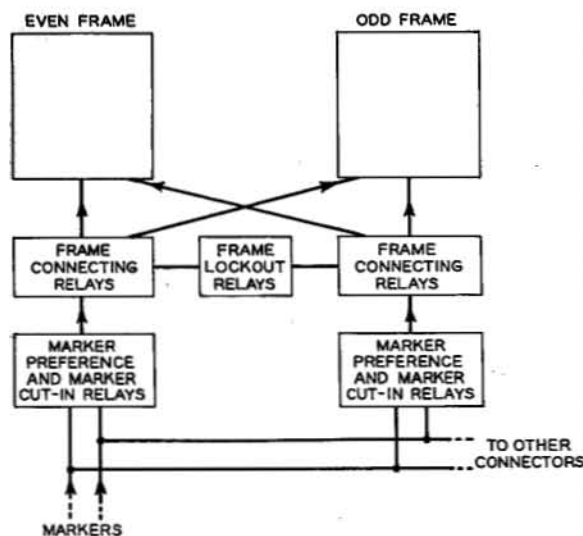 EVEN FRAME
ODD FRAME
FRAME
CONNECTING
RELAYS
FRAME
LOCKOUT
RELAYS
FRAME
CONNECTING
RELAYS
MARKER
PREFERENCE
AND MARKER
CUT-IN RELAYS
MARKER
PREFERENCE
AND MARKER
CUT-IN RELAYS
TO OTHER
CONNECTORS
MARKERS